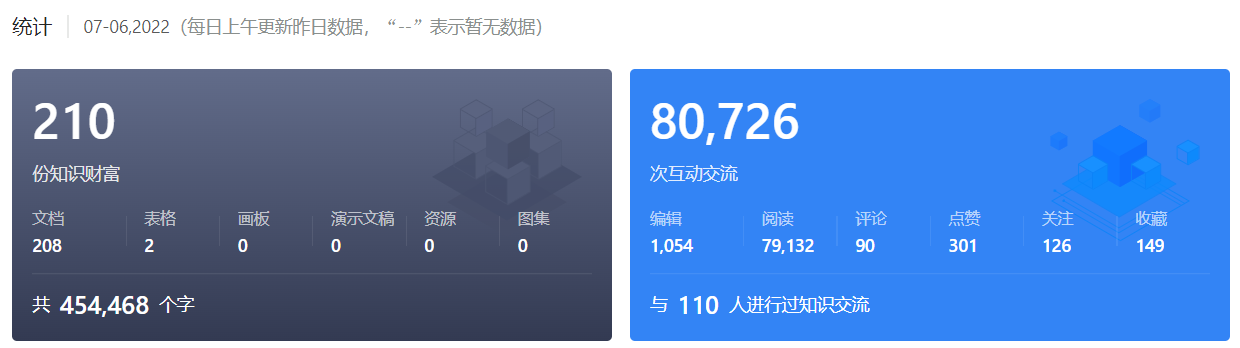 统计 07-06,2022（每日上午更新昨日数据，“--”表示暂无数据）
210
份知识财富
文档 表格 画板 演示文稿 资源 图集
208 2 0 0 0 0
共 454,468 个字
80,726
次互动交流
编辑 阅读 评论 点赞 关注 收藏
1,054 79,132 90 301 126 149
与 110 人进行过知识交流